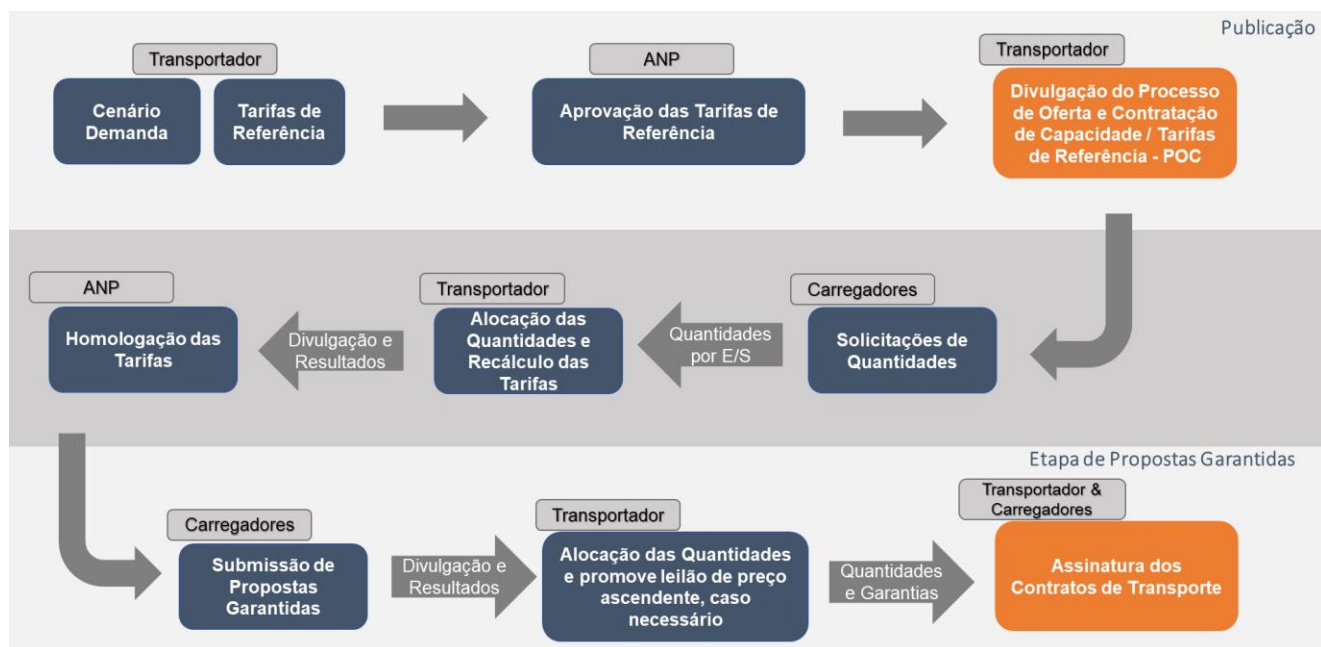 Publicação
Transportador
Cenário
Demanda
Tarifas de
Referência
ANP
Aprovação das Tarifas de
Referência
Transportador
Divulgação do Processo
de Oferta e Contratação
de Capacidade / Tarifas
de Referência - POC
Carregadores
Solicitações de
Quantidades
Quantidades
por E/S
Transportador
Alocação das
Quantidades e
Recálculo das
Tarifas
Divulgação e
Resultados
ANP
Homologação das
Tarifas
Etapa de Propostas Garantidas
Carregadores
Submissão de
Propostas
Garantidas
Divulgação e
Resultados
Transportador
Alocação das Quantidades
e promove leilão de preço
ascendente, caso
necessário
Quantidades
e Garantias
Transportador &
Carregadores
Assinatura dos
Contratos de Transporte